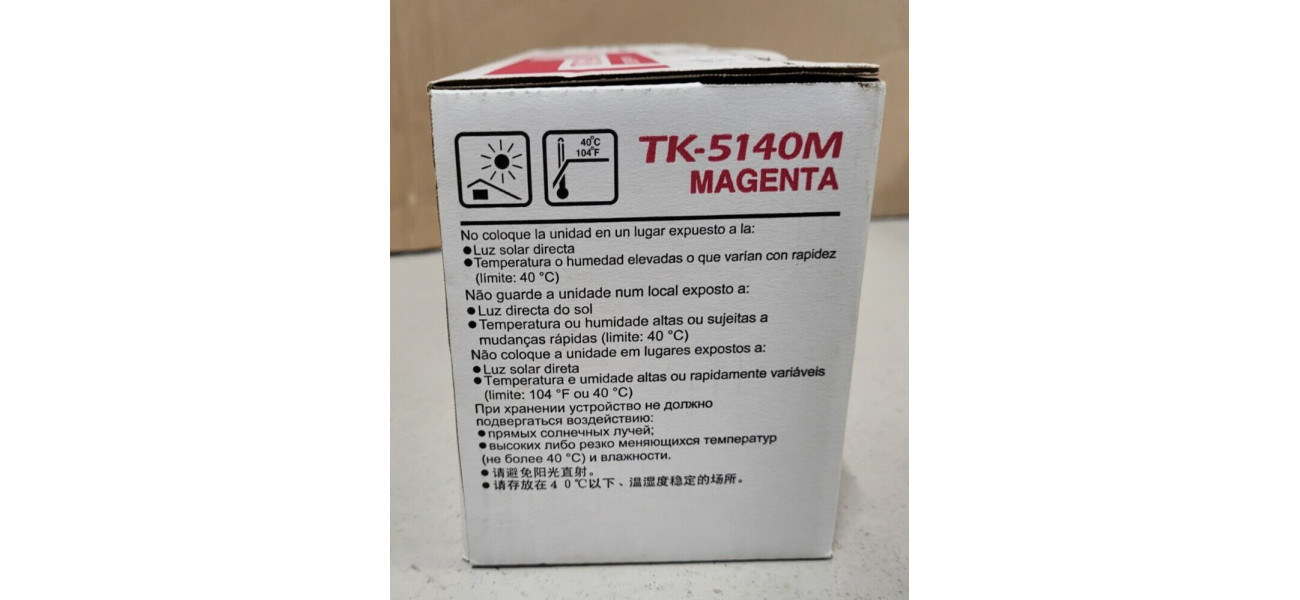 40°C
104°F
TK-5140M
MAGENTA
No coloque la unidad en un lugar expuesto a la:
●Luz solar directa
●Temperatura o humedad elevadas o que varian con rapidez
(limite: 40 °C)
Não guarde a unidade num local exposto a:
●Luz directa do sol
●Temperatura ou humidade altas ou sujeitas a
mudanças rápidas (limite: 40 °C)
Não coloque a unidade em lugares expostos a:
●Luz solar direta
●Temperatura e umidade altas ou rapidamente variáveis
(limite: 104 °F ou 40 °C)
При хранении устройство не должно
подвергаться воздействию:
●прямых солнечных лучей;
●высоких либо резко меняющихся температур
(не более 40 °C) и влажности.
●请避免阳光直射。
●请存放在４０℃以下、温湿度稳定的场所。